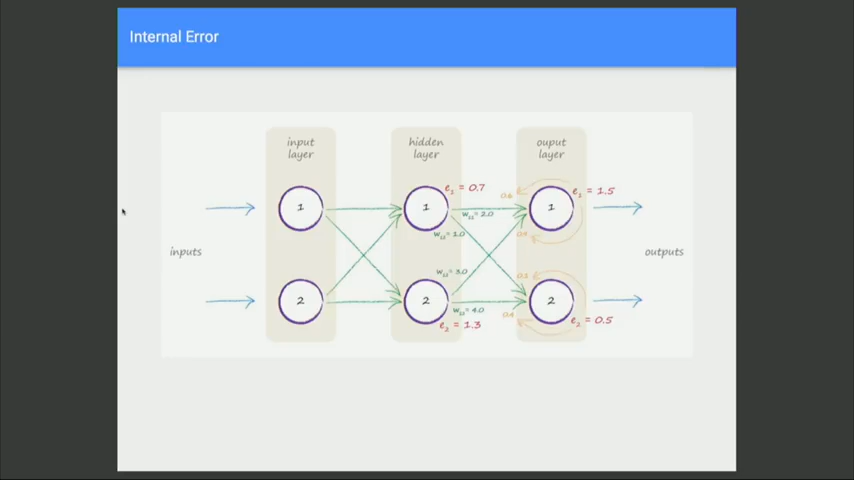 Internal Error
input
layer
hidden
layer
ouput
layer
e₁ = 0.7
0.6
e₁ = 1.5
1
1
1
w₁₁= 2.0
w₁₂= 1.0
0.9
inputs
outputs
w₂₁= 3.0
0.1
2
2
2
w₂₂= 4.0
0.4
e₂ = 0.5
e₂ = 1.3